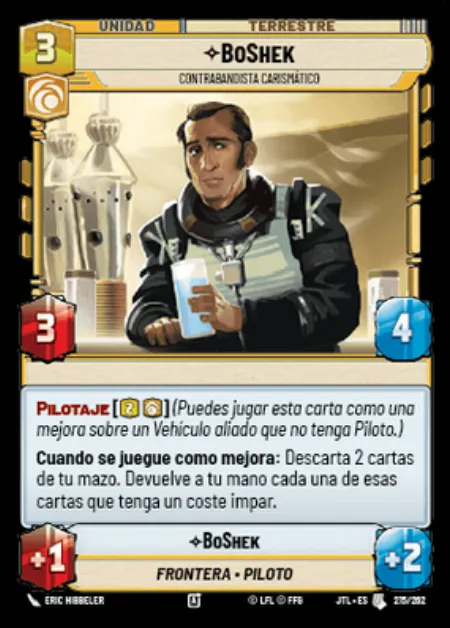 UNIDAD TERRESTRE
3
BoShek
CONTRABANDISTA CARISMÁTICO
3 4
PILOTAJE [2] (Puedes jugar esta carta como una
mejora sobre un Vehículo aliado que no tenga Piloto.)
Cuando se juegue como mejora: Descarta 2 cartas
de tu mazo. Devuelve a tu mano cada una de esas
cartas que tenga un coste impar.
BoShek
+1 +2
FRONTERA • PILOTO
ERIC HIBBELER © LFL © FFG JTL • ES 215/262